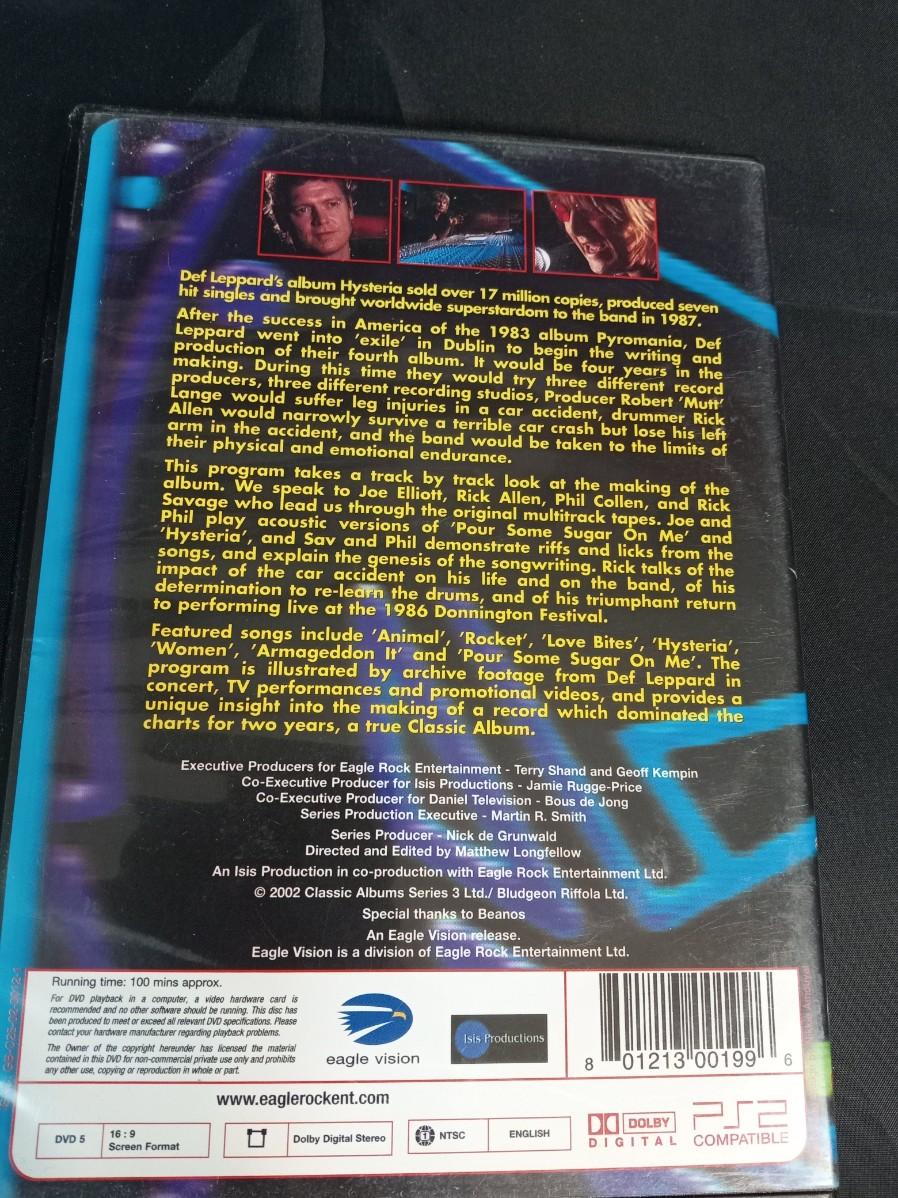 Def Leppard's album Hysteria sold over 17 million copies, produced seven
hit singles and brought worldwide superstardom to the band in 1987.
After the success in America of the 1983 album Pyromania, Def
Leppard went into 'exile' in Dublin to begin the writing and
production of their fourth album. It would be four years in the
making. During this time they would try three different record
producers, three different recording studios, Producer Robert 'Mutt'
Lange would suffer leg injuries in a car accident, drummer Rick
Allen would narrowly survive a terrible car crash but lose his left
arm in the accident, and the band would be taken to the limits of
their physical and emotional endurance.
This program takes a track by track look at the making of the
album. We speak to Joe Elliott, Rick Allen, Phil Collen, and Rick
Savage who lead us through the original multitrack tapes. Joe and
Phil play acoustic versions of 'Pour Some Sugar On Me' and
'Hysteria', and Sav and Phil demonstrate riffs and licks from the
songs, and explain the genesis of the songwriting. Rick talks of the
impact of the car accident on his life and on the band, of his
determination to re-learn the drums, and of his triumphant return
to performing live at the 1986 Donnington Festival.
Featured songs include 'Animal', 'Rocket', 'Love Bites', 'Hysteria',
'Women', 'Armageddon It' and 'Pour Some Sugar On Me'. The
program is illustrated by archive footage from Def Leppard in
concert, TV performances and promotional videos, and provides a
unique insight into the making of a record which dominated the
charts for two years, a true Classic Album.
Executive Producers for Eagle Rock Entertainment - Terry Shand and Geoff Kempin
Co-Executive Producer for Isis Productions - Jamie Rugge-Price
Co-Executive Producer for Daniel Television - Bous de Jong
Series Production Executive - Martin R. Smith
Series Producer - Nick de Grunwald
Directed and Edited by Matthew Longfellow
An Isis Production in co-production with Eagle Rock Entertainment Ltd.
© 2002 Classic Albums Series 3 Ltd./ Bludgeon Riffola Ltd.
Special thanks to Beanos
An Eagle Vision release.
Eagle Vision is a division of Eagle Rock Entertainment Ltd.
Running time: 100 mins approx.
For DVD playback in a computer, a video hardware card is
recommended and no other software should be running. This disc has
been produced to meet or exceed all relevant DVD specifications. Please
contact your hardware manufacturer regarding playback problems.
The Owner of the copyright hereunder has licensed the material
contained in this DVD for non-commercial private use only and prohibits
any other use, copying or reproduction in whole or part.
eagle vision
Isis Productions
8 01213 00199 6
www.eaglerockent.com
DVD 5
16 : 9
Screen Format
Dolby Digital Stereo
1 NTSC
ENGLISH
DOLBY
DIGITAL
PS2
COMPATIBLE